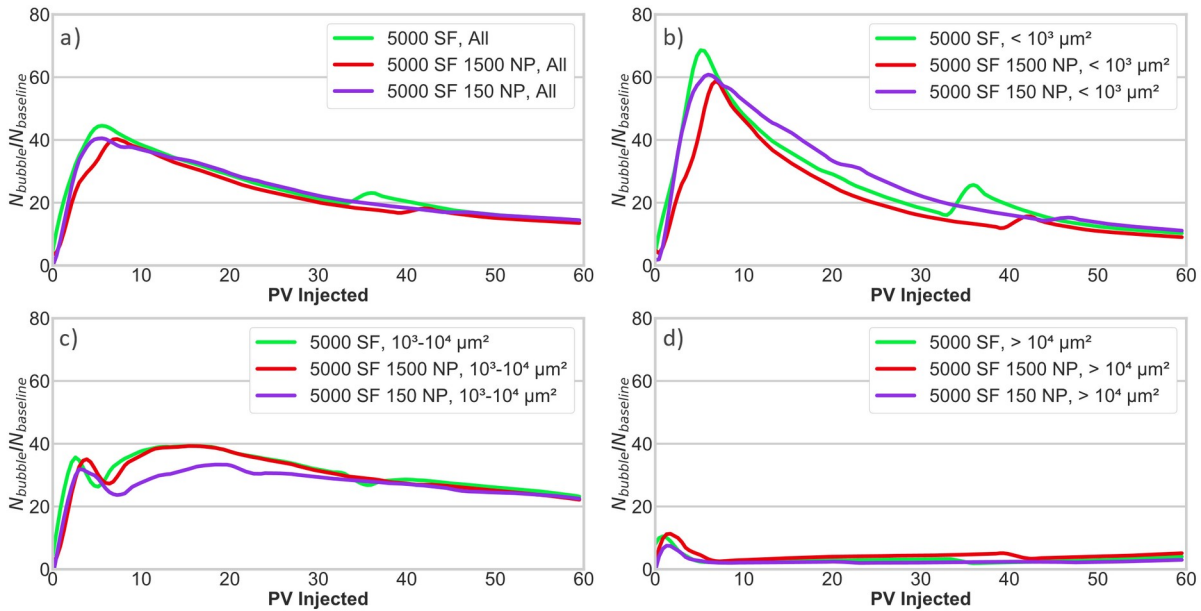 a)
80
60
40
20
0
N_bubble/N_baseline
0 10 20 30 40 50 60
PV Injected
5000 SF, All
5000 SF 1500 NP, All
5000 SF 150 NP, All
b)
80
60
40
20
0
N_bubble/N_baseline
0 10 20 30 40 50 60
PV Injected
5000 SF, < 10³ µm²
5000 SF 1500 NP, < 10³ µm²
5000 SF 150 NP, < 10³ µm²
c)
80
60
40
20
0
N_bubble/N_baseline
0 10 20 30 40 50 60
PV Injected
5000 SF, 10³-10⁴ µm²
5000 SF 1500 NP, 10³-10⁴ µm²
5000 SF 150 NP, 10³-10⁴ µm²
d)
80
60
40
20
0
N_bubble/N_baseline
0 10 20 30 40 50 60
PV Injected
5000 SF, > 10⁴ µm²
5000 SF 1500 NP, > 10⁴ µm²
5000 SF 150 NP, > 10⁴ µm²